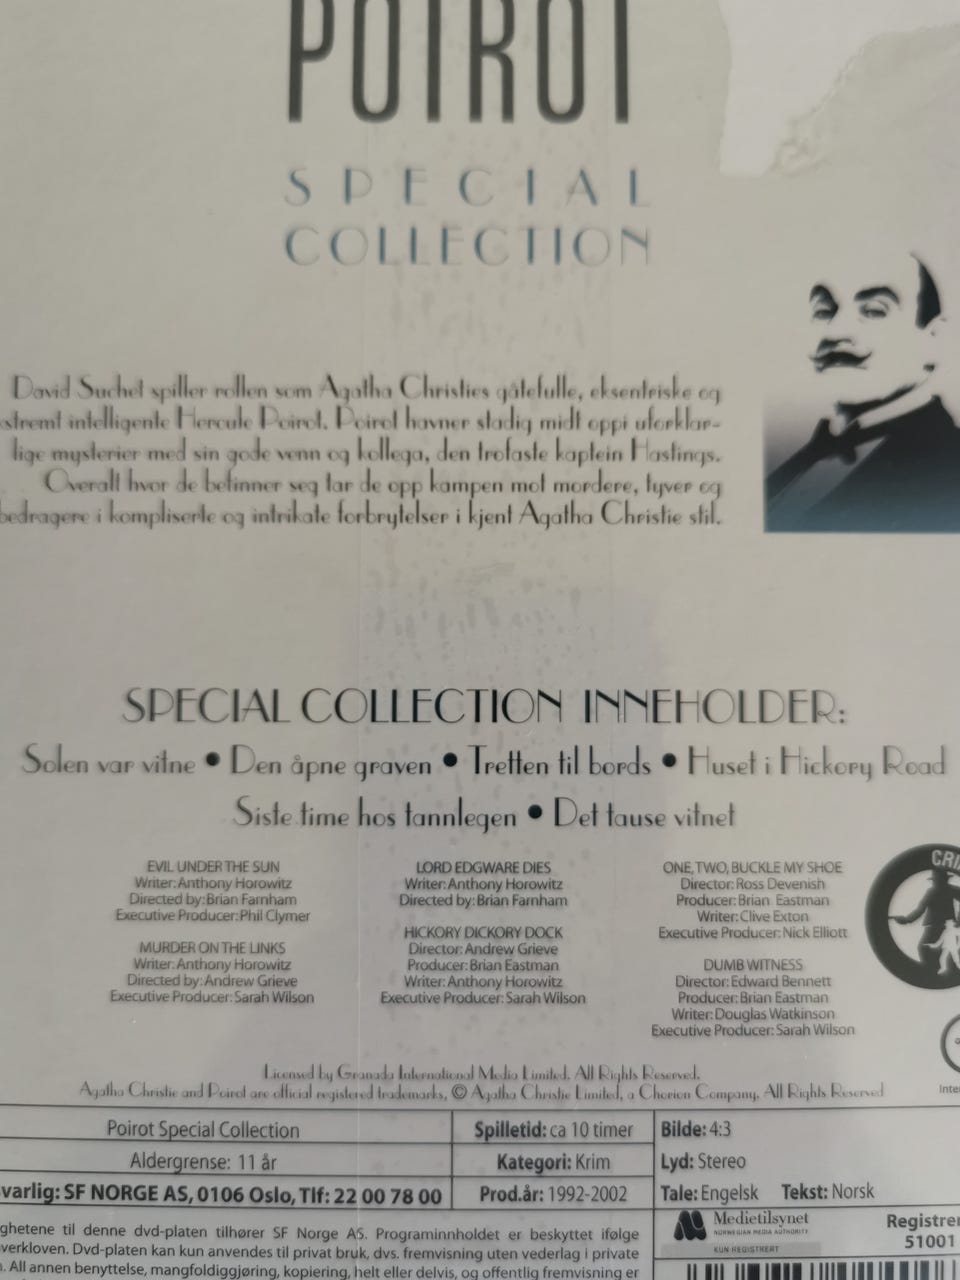 POIROT
SPECIAL
COLLECTION
David Suchet spiller rollen som Agatha Christies gåtefulle, eksentriske og
stremt intelligente Hercule Poirot. Poirot havner stadig midt oppi uforklar-
lige mysterier med sin gode venn og kollega, den trofaste kaptein Hastings.
Overalt hvor de befinner seg tar de opp kampen mot mordere, tyver og
bedragere i kompliserte og intrikate forbrytelser i kjent Agatha Christie stil.
SPECIAL COLLECTION INNEHOLDER:
Solen var vitne • Den åpne graven • Tretten til bords • Huset i Hickory Road
Siste time hos tannlegen • Det tause vitnet
EVIL UNDER THE SUN
Writer: Anthony Horowitz
Directed by: Brian Farnham
Executive Producer: Phil Clymer
MURDER ON THE LINKS
Writer: Anthony Horowitz
Directed by: Andrew Grieve
Executive Producer: Sarah Wilson
LORD EDGWARE DIES
Writer: Anthony Horowitz
Directed by: Brian Farnham
HICKORY DICKORY DOCK
Director: Andrew Grieve
Producer: Brian Eastman
Writer: Anthony Horowitz
Executive Producer: Sarah Wilson
ONE, TWO, BUCKLE MY SHOE
Director: Ross Devenish
Producer: Brian Eastman
Writer: Clive Exton
Executive Producer: Nick Elliott
DUMB WITNESS
Director: Edward Bennett
Producer: Brian Eastman
Writer: Douglas Watkinson
Executive Producer: Sarah Wilson
CRI
Inte
Licensed by Granada International Media Limited. All Rights Reserved.
Agatha Christie and Poirot are official registered trademarks, © Agatha Christie Limited, a Chorion Company. All Rights Reserved
Poirot Special Collection
Aldergrense: 11 år
varlig: SF NORGE AS, 0106 Oslo, Tlf: 22 00 78 00
Spilletid: ca 10 timer
Kategori: Krim
Prod.år: 1992-2002
Bilde: 4:3
Lyd: Stereo
Tale: Engelsk Tekst: Norsk
ghetene til denne dvd-platen tilhører SF Norge AS. Programinnholdet er beskyttet ifølge
verkloven. Dvd-platen kan kun anvendes til privat bruk, dvs. fremvisning uten vederlag i private
. All annen benyttelse, mangfoldiggjøring, kopiering, helt eller delvis, og offentlig fremvisning er
Medietilsynet
NORWEGIAN MEDIA AUTHORITY
KUN REGISTRERT
Registrer
51001